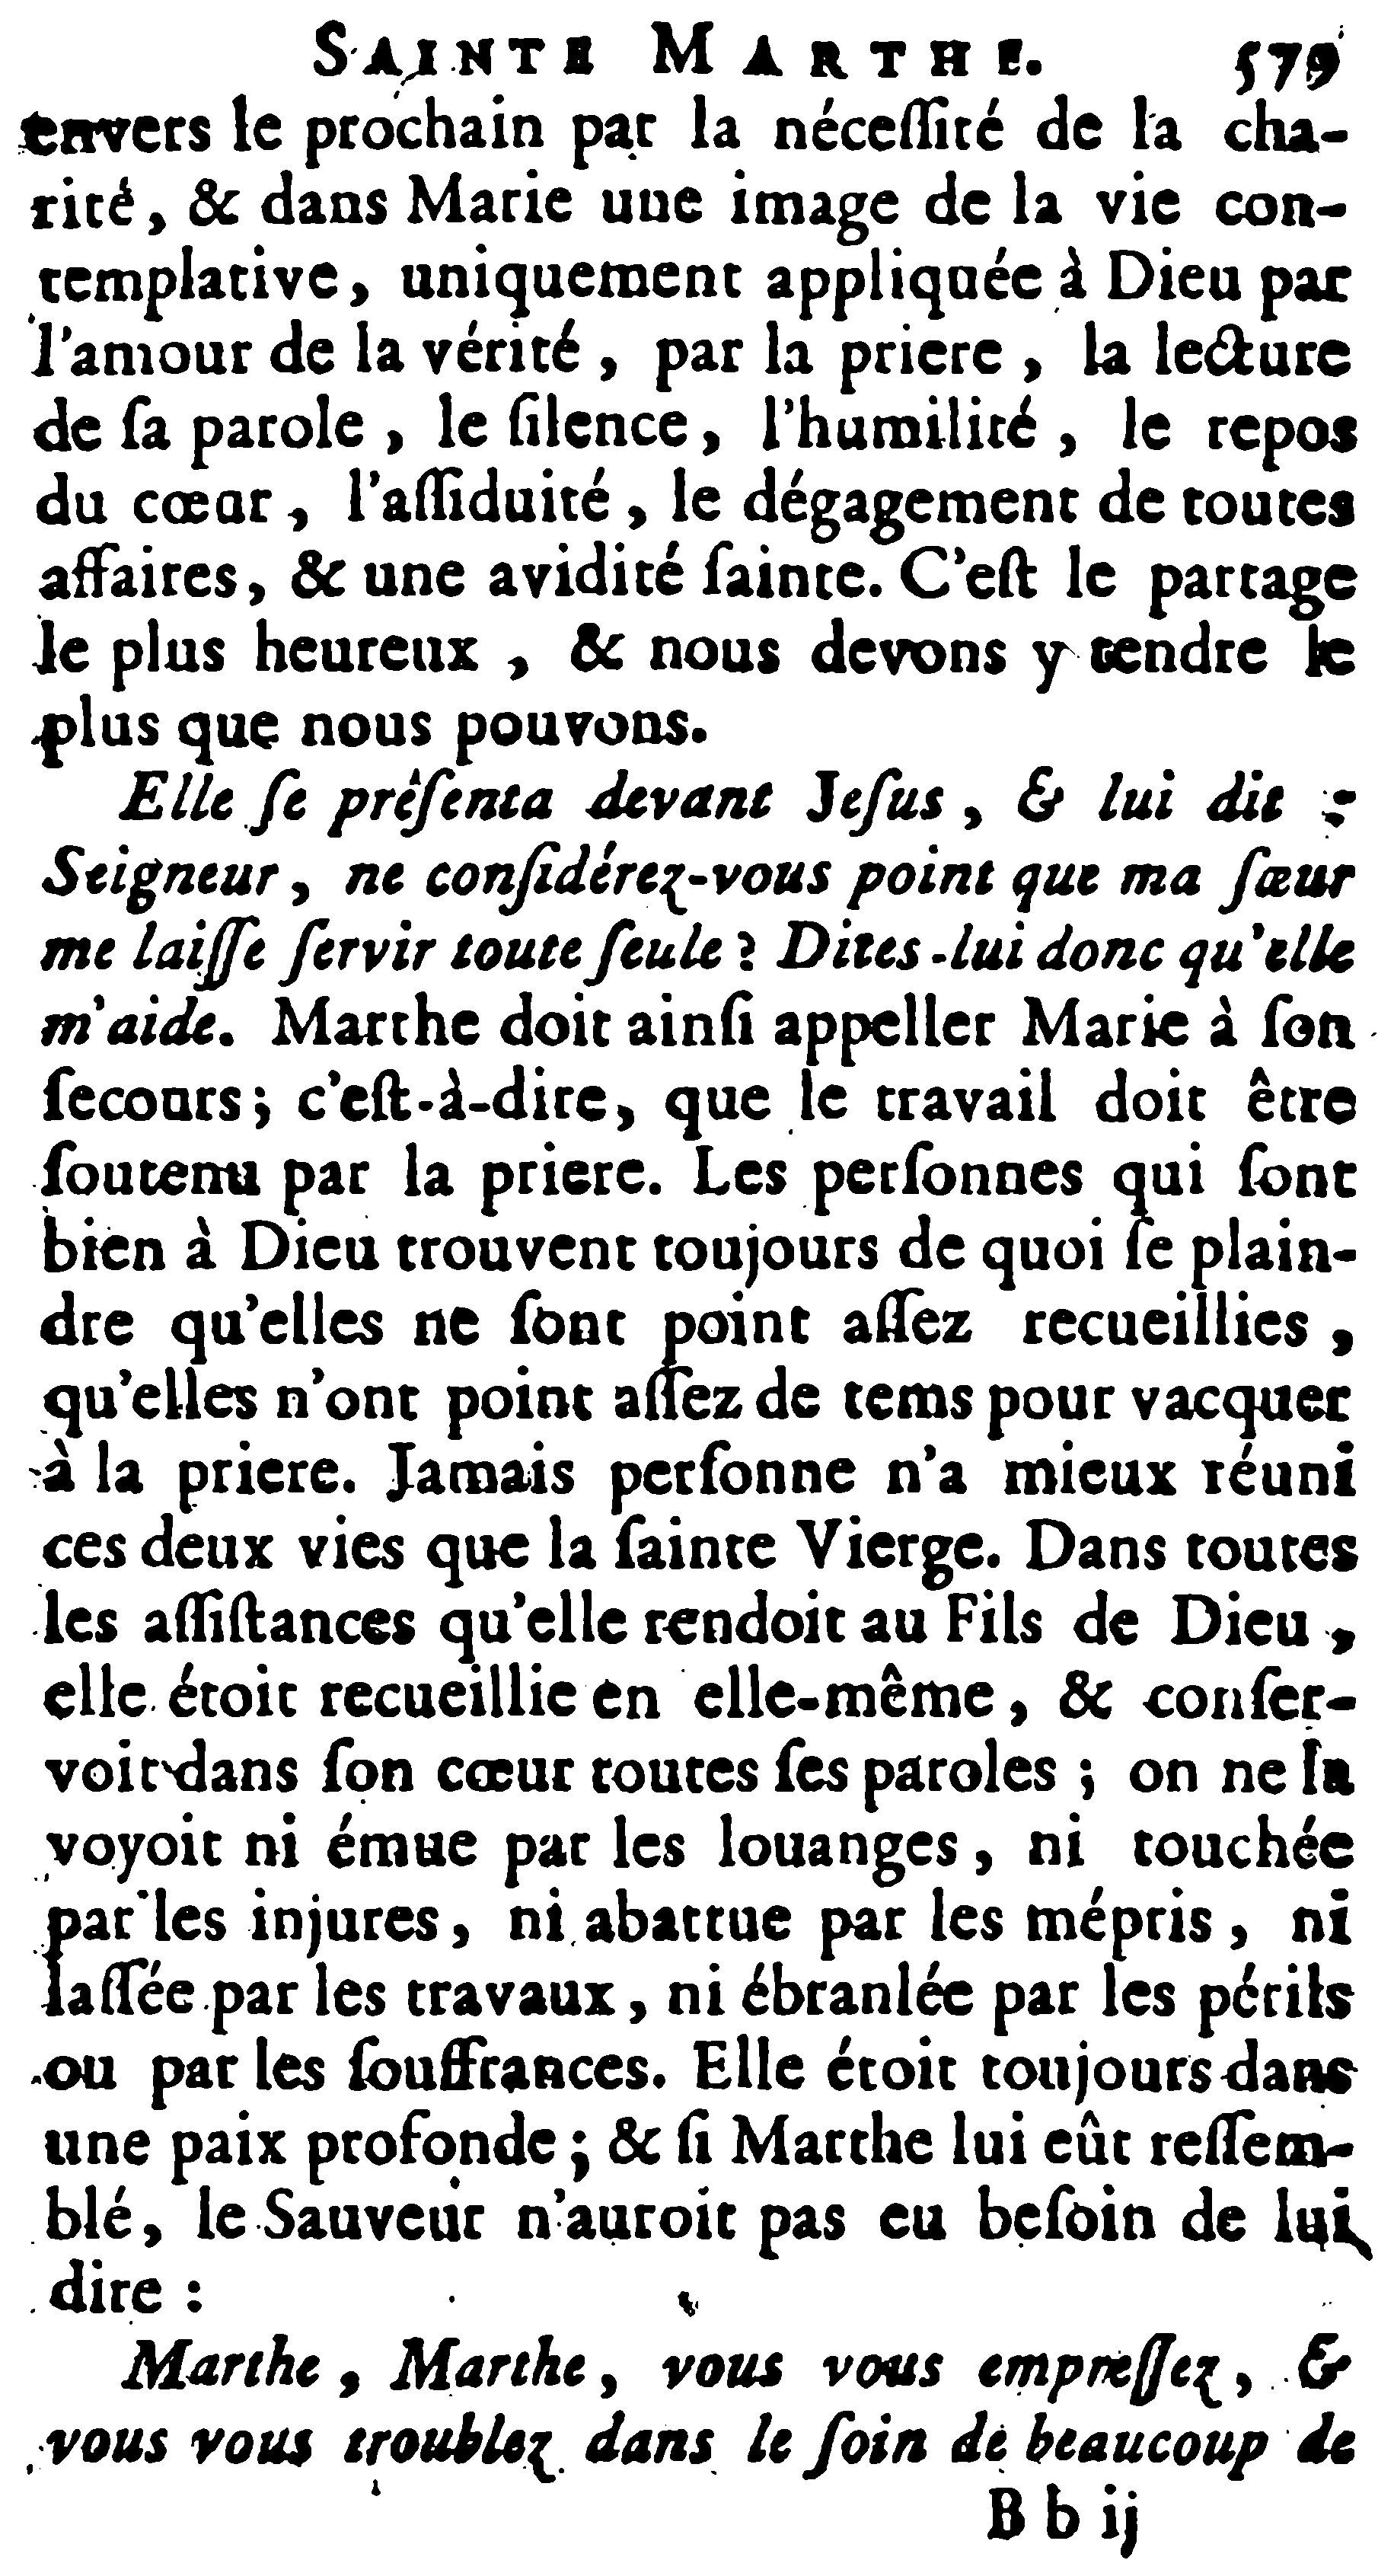 SAINTE MARTHE. 579
envers le prochain par la néceſſité de la cha-
rité, & dans Marie une image de la vie con-
templative, uniquement appliquée à Dieu par
l'amour de la vérité, par la priere, la lecture
de ſa parole, le ſilence, l'humilité, le repos
du cœur, l'aſſiduité, le dégagement de toutes
affaires, & une avidité ſainte. C'eſt le partage
le plus heureux, & nous devons y tendre le
plus que nous pouvons.
Elle ſe préſenta devant Jeſus, & lui dit :
Seigneur, ne conſidérez-vous point que ma ſœur
me laiſſe ſervir toute ſeule ? Dites-lui donc qu'elle
m'aide. Marthe doit ainſi appeller Marie à ſon
ſecours; c'eſt-à-dire, que le travail doit être
ſoutenu par la priere. Les perſonnes qui ſont
bien à Dieu trouvent toujours de quoi ſe plain-
dre qu'elles ne ſont point aſſez recueillies,
qu'elles n'ont point aſſez de tems pour vacquer
à la priere. Jamais perſonne n'a mieux réuni
ces deux vies que la ſainte Vierge. Dans toutes
les aſſiſtances qu'elle rendoit au Fils de Dieu,
elle étoit recueillie en elle-même, & conſer-
voit dans ſon cœur toutes ſes paroles ; on ne la
voyoit ni émue par les louanges, ni touchée
par les injures, ni abattue par les mépris, ni
laſſée par les travaux, ni ébranlée par les périls
ou par les ſouffrances. Elle étoit toujours dans
une paix profonde ; & ſi Marthe lui eût reſſem-
blé, le Sauveur n'auroit pas eu beſoin de lui
dire :
Marthe, Marthe, vous vous empreſſez, &
vous vous troublez dans le ſoin de beaucoup de
B b ij